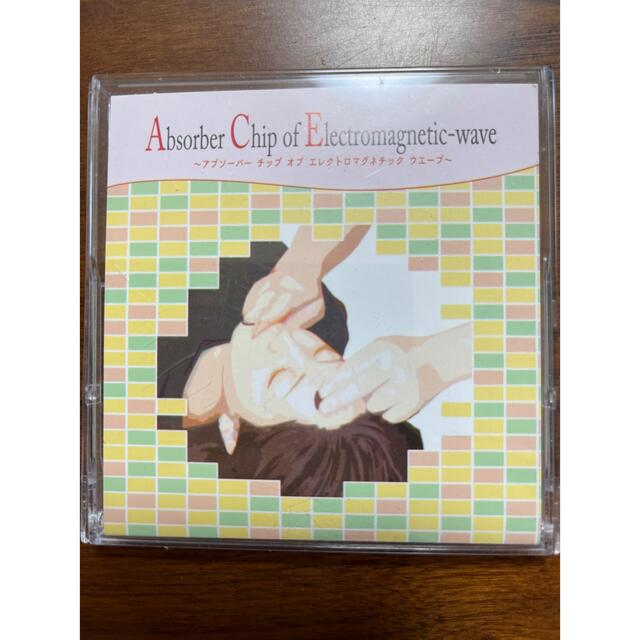 Absorber Chip of Electromagnetic-wave
～アブソーバー チップ オブ エレクトロマグネチック ウエーブ～